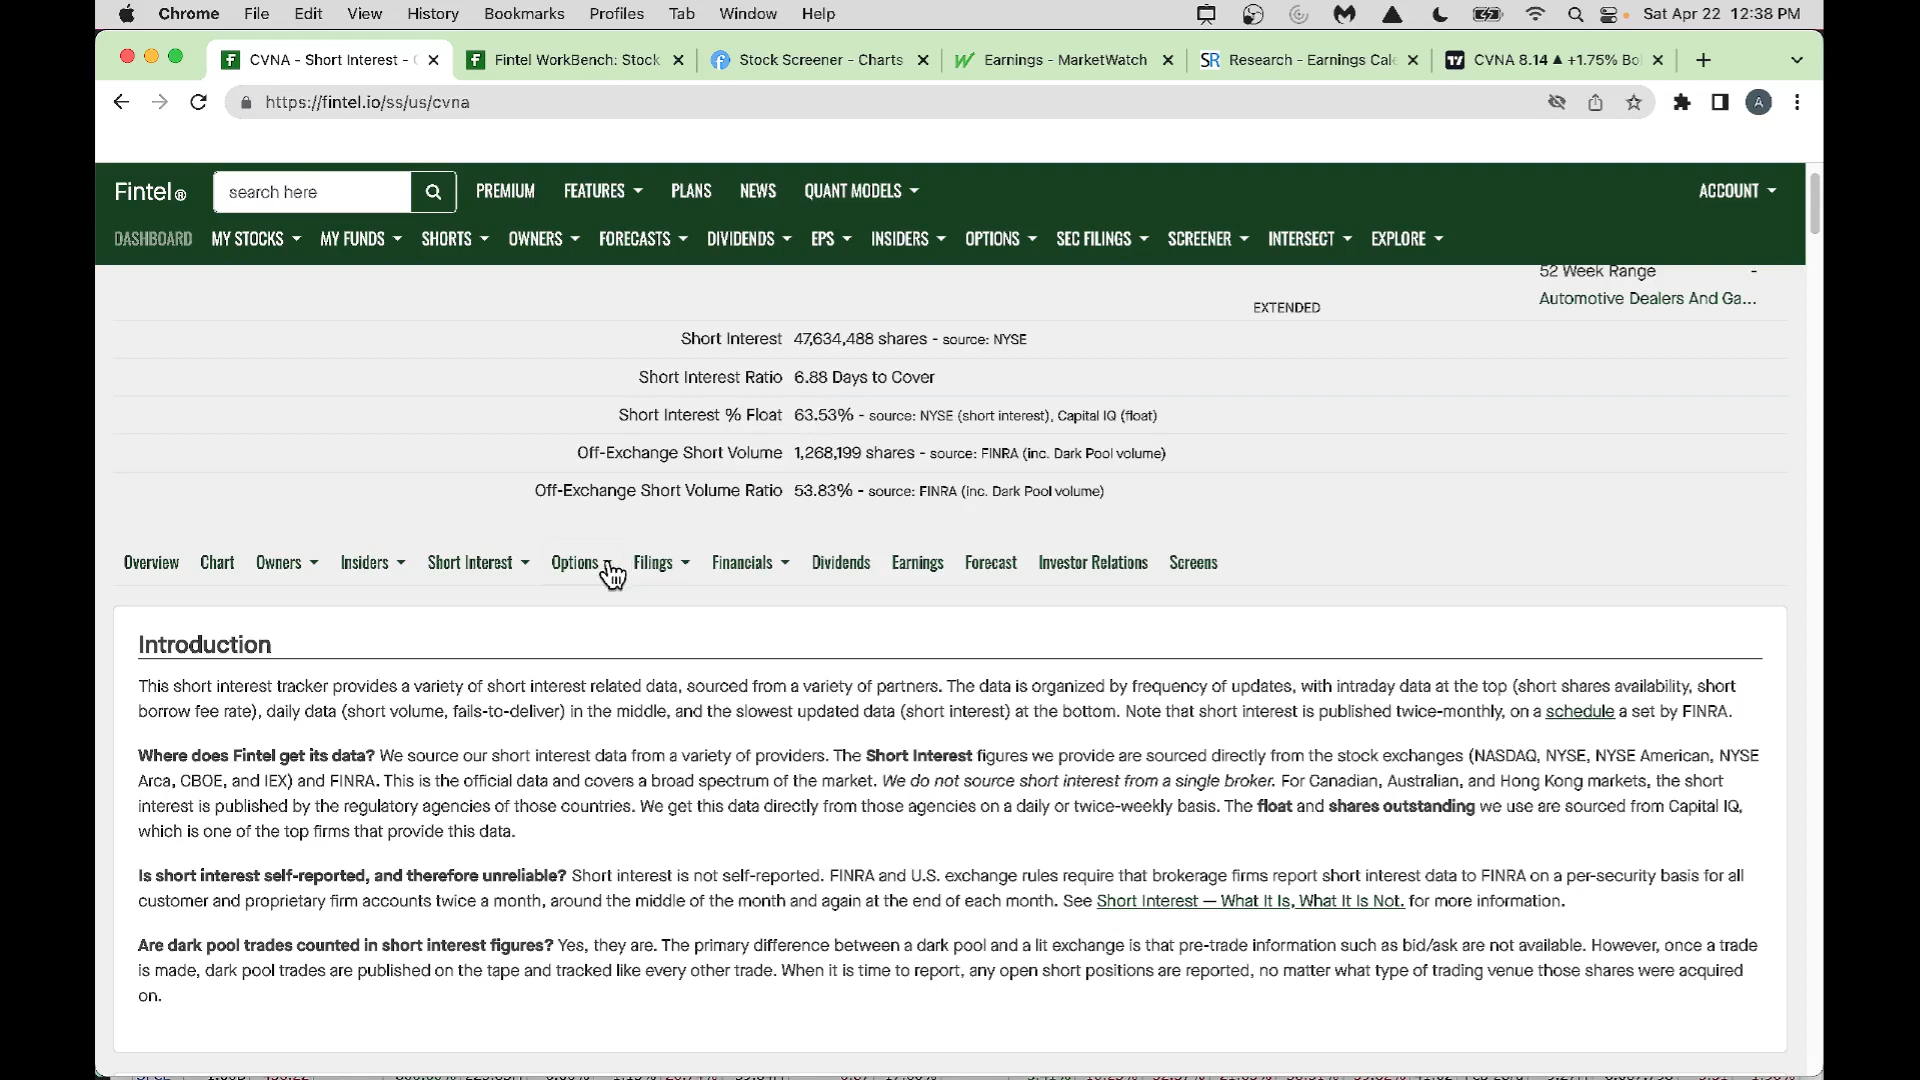 Chrome File Edit View History Bookmarks Profiles Tab Window Help Sat Apr 22 12:38 PM
CVNA - Short Interest - Fintel WorkBench: Stock Stock Screener - Charts Earnings - MarketWatch SR Research - Earnings Cale CVNA 8.14 ▲ +1.75% Bo
https://fintel.io/ss/us/cvna A
Fintel® search here PREMIUM FEATURES PLANS NEWS QUANT MODELS ACCOUNT
DASHBOARD MY STOCKS MY FUNDS SHORTS OWNERS FORECASTS DIVIDENDS EPS INSIDERS OPTIONS SEC FILINGS SCREENER INTERSECT EXPLORE
52 Week Range -
Automotive Dealers And Ga...
EXTENDED
Short Interest 47,634,488 shares - source: NYSE
Short Interest Ratio 6.88 Days to Cover
Short Interest % Float 63.53% - source: NYSE (short interest), Capital IQ (float)
Off-Exchange Short Volume 1,268,199 shares - source: FINRA (inc. Dark Pool volume)
Off-Exchange Short Volume Ratio 53.83% - source: FINRA (inc. Dark Pool volume)
Overview Chart Owners Insiders Short Interest Options Filings Financials Dividends Earnings Forecast Investor Relations Screens
Introduction
This short interest tracker provides a variety of short interest related data, sourced from a variety of partners. The data is organized by frequency of updates, with intraday data at the top (short shares availability, short
borrow fee rate), daily data (short volume, fails-to-deliver) in the middle, and the slowest updated data (short interest) at the bottom. Note that short interest is published twice-monthly, on a schedule a set by FINRA.
Where does Fintel get its data? We source our short interest data from a variety of providers. The Short Interest figures we provide are sourced directly from the stock exchanges (NASDAQ, NYSE, NYSE American, NYSE
Arca, CBOE, and IEX) and FINRA. This is the official data and covers a broad spectrum of the market. We do not source short interest from a single broker. For Canadian, Australian, and Hong Kong markets, the short
interest is published by the regulatory agencies of those countries. We get this data directly from those agencies on a daily or twice-weekly basis. The float and shares outstanding we use are sourced from Capital IQ,
which is one of the top firms that provide this data.
Is short interest self-reported, and therefore unreliable? Short interest is not self-reported. FINRA and U.S. exchange rules require that brokerage firms report short interest data to FINRA on a per-security basis for all
customer and proprietary firm accounts twice a month, around the middle of the month and again at the end of each month. See Short Interest — What It Is, What It Is Not. for more information.
Are dark pool trades counted in short interest figures? Yes, they are. The primary difference between a dark pool and a lit exchange is that pre-trade information such as bid/ask are not available. However, once a trade
is made, dark pool trades are published on the tape and tracked like every other trade. When it is time to report, any open short positions are reported, no matter what type of trading venue those shares were acquired
on.